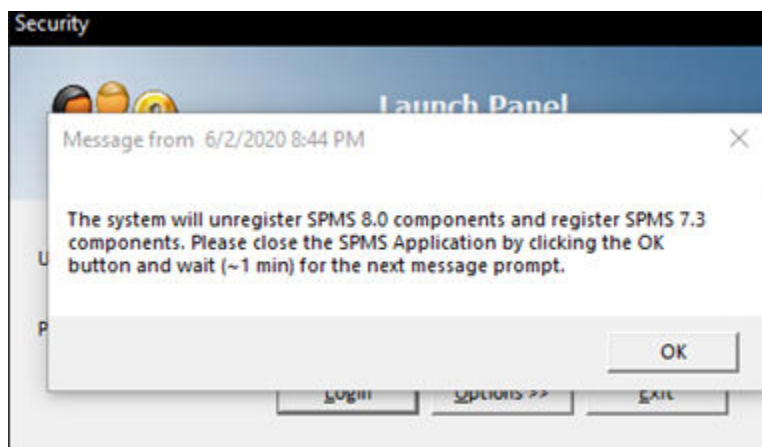 Security
Launch Panel
Message from 6/2/2020 8:44 PM
The system will unregister SPMS 8.0 components and register SPMS 7.3
components. Please close the SPMS Application by clicking the OK
button and wait (~1 min) for the next message prompt.
U
P
OK
Login Options >> Exit